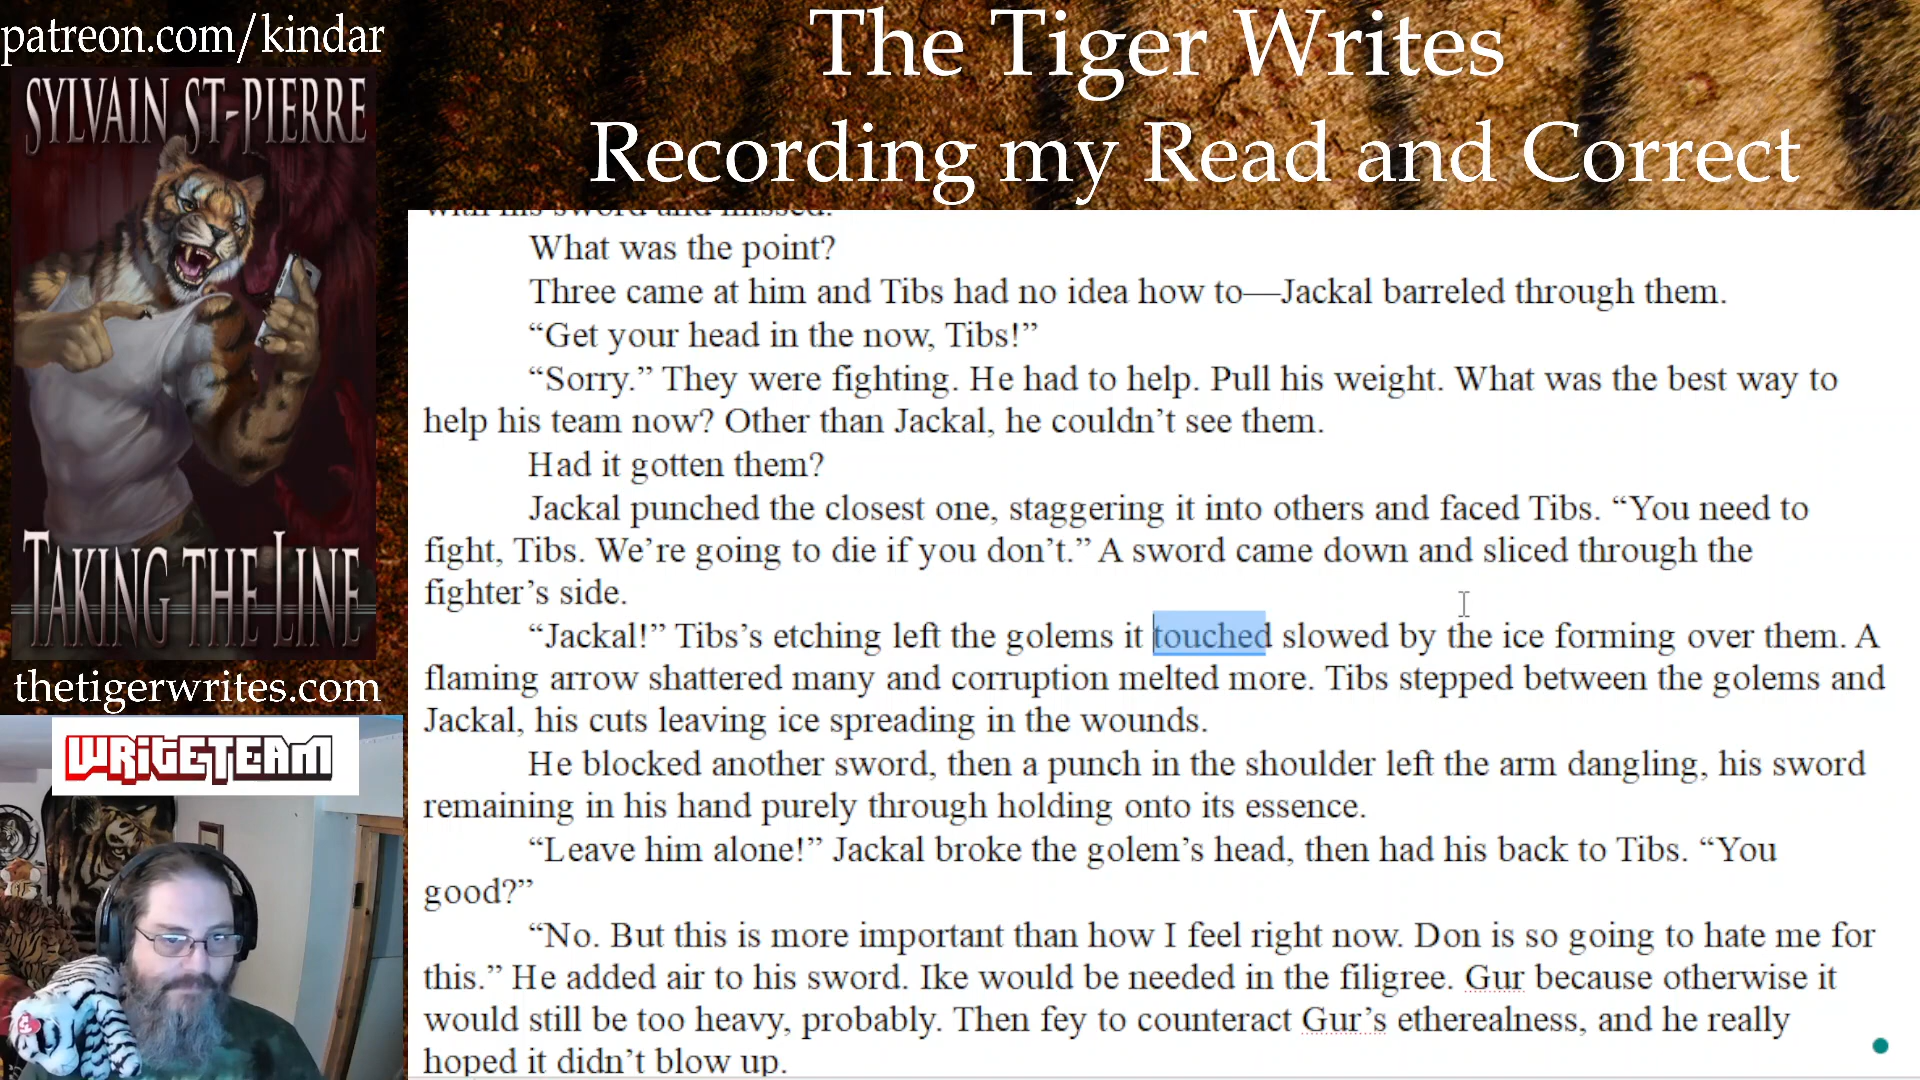 patreon.com/kindar
The Tiger Writes
Recording my Read and Correct
SYLVAIN ST-PIERRE
TAKING THE LINE
thetigerwrites.com
WRITETEAM
with his sword and missed.
What was the point?
Three came at him and Tibs had no idea how to—Jackal barreled through them.
“Get your head in the now, Tibs!”
“Sorry.” They were fighting. He had to help. Pull his weight. What was the best way to
help his team now? Other than Jackal, he couldn’t see them.
Had it gotten them?
Jackal punched the closest one, staggering it into others and faced Tibs. “You need to
fight, Tibs. We’re going to die if you don’t.” A sword came down and sliced through the
fighter’s side.
“Jackal!” Tibs’s etching left the golems it touched slowed by the ice forming over them. A
flaming arrow shattered many and corruption melted more. Tibs stepped between the golems and
Jackal, his cuts leaving ice spreading in the wounds.
He blocked another sword, then a punch in the shoulder left the arm dangling, his sword
remaining in his hand purely through holding onto its essence.
“Leave him alone!” Jackal broke the golem’s head, then had his back to Tibs. “You
good?”
“No. But this is more important than how I feel right now. Don is so going to hate me for
this.” He added air to his sword. Ike would be needed in the filigree. Gur because otherwise it
would still be too heavy, probably. Then fey to counteract Gur’s etherealness, and he really
hoped it didn’t blow up.